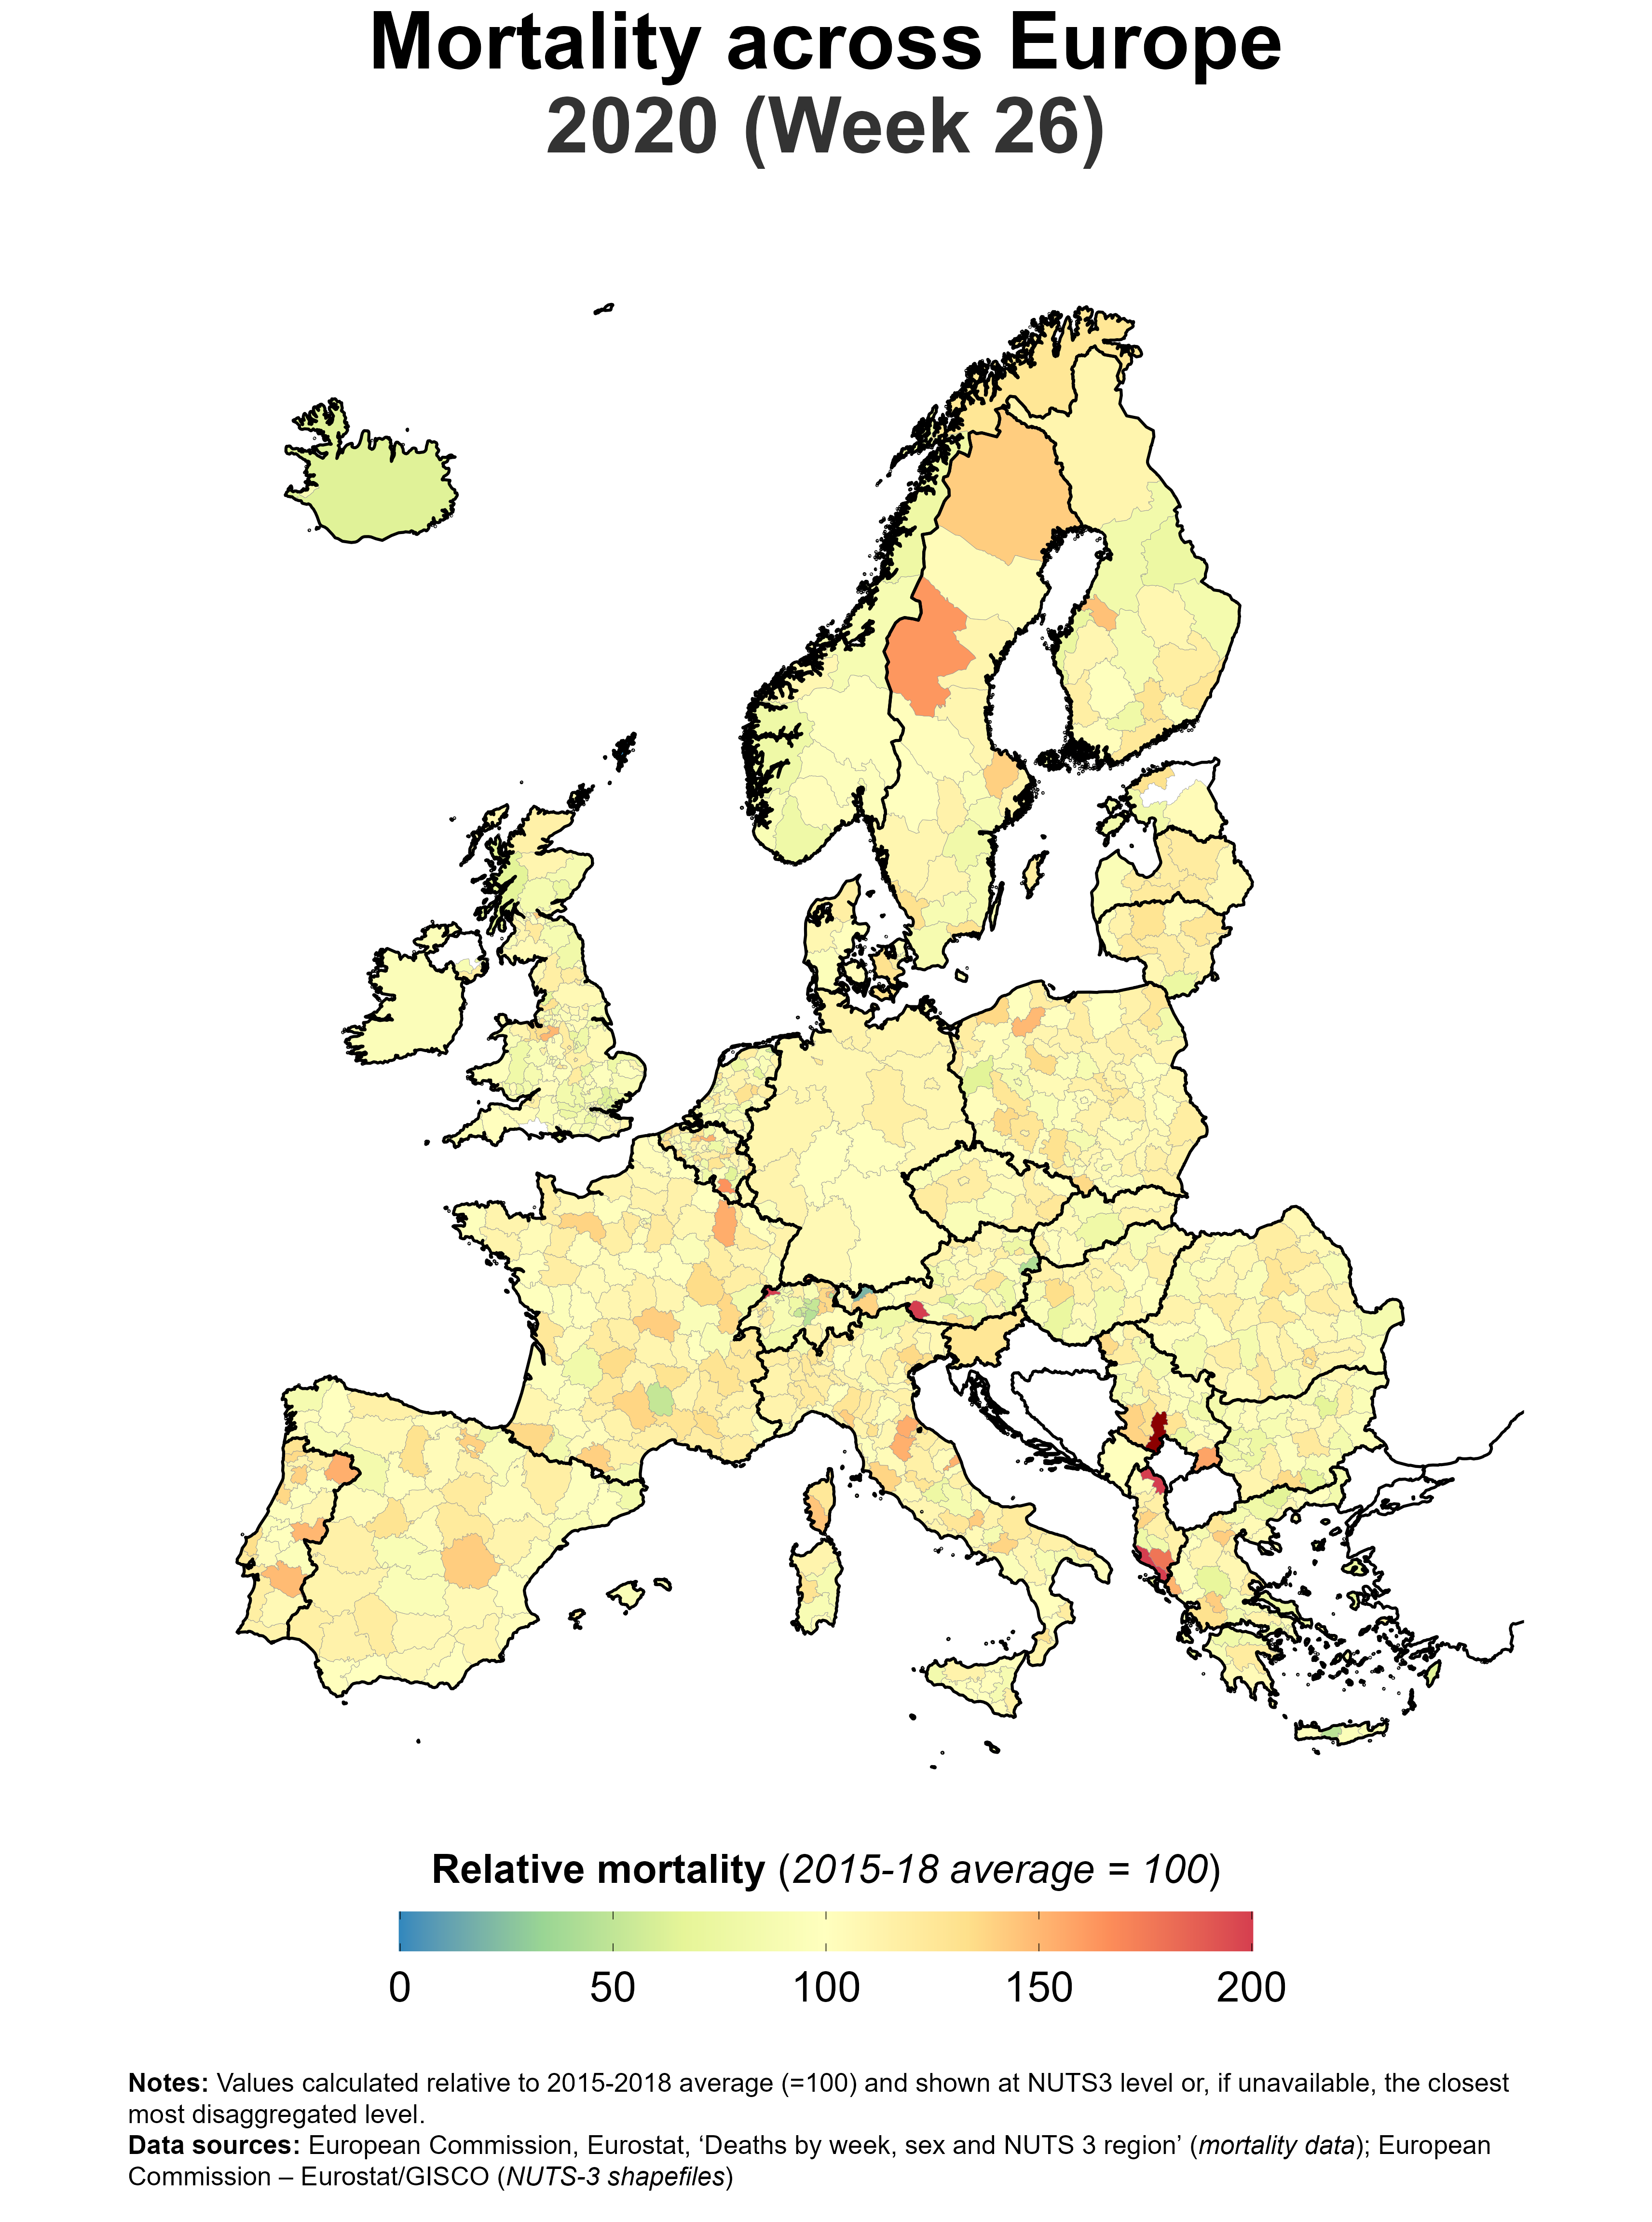 Mortality across Europe
2020 (Week 26)
Relative mortality (2015-18 average = 100)
0 50 100 150 200
Notes: Values calculated relative to 2015-2018 average (=100) and shown at NUTS3 level or, if unavailable, the closest
most disaggregated level.
Data sources: European Commission, Eurostat, ‘Deaths by week, sex and NUTS 3 region’ (mortality data); European
Commission – Eurostat/GISCO (NUTS-3 shapefiles)